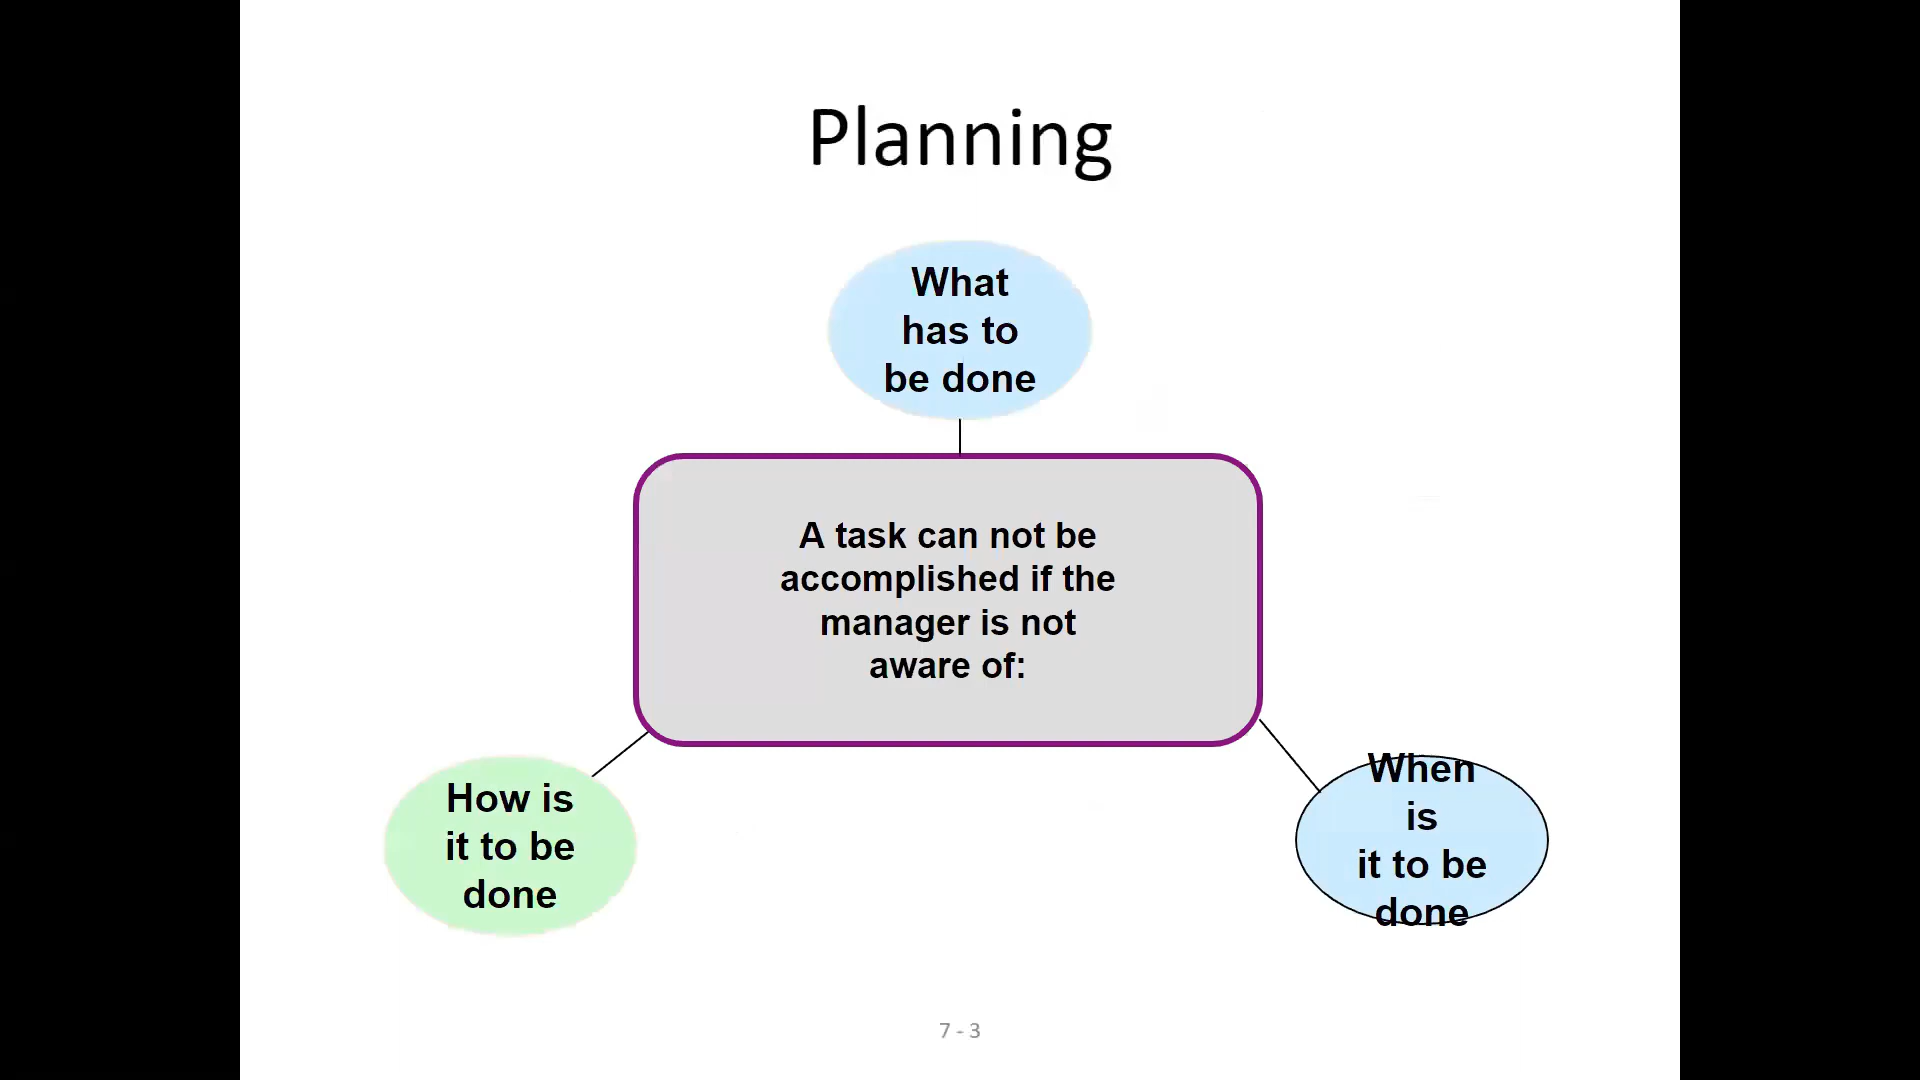 Planning
What
has to
be done
A task can not be
accomplished if the
manager is not
aware of:
How is
it to be
done
When
is
it to be
done
7 - 3